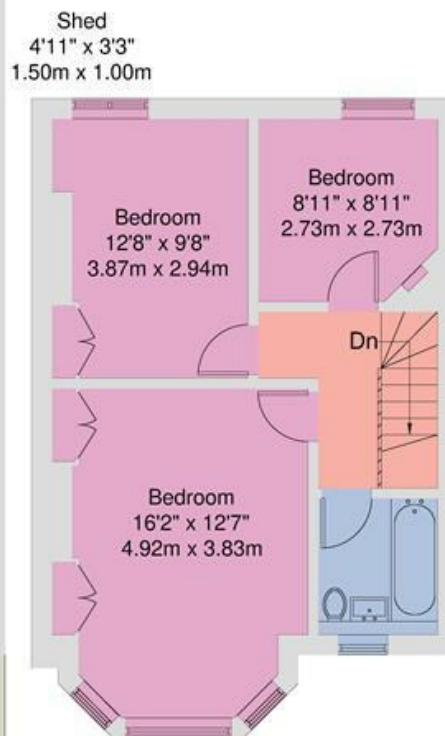 Shed
4'11" x 3'3"
1.50m x 1.00m
Bedroom
12'8" x 9'8"
3.87m x 2.94m
Bedroom
8'11" x 8'11"
2.73m x 2.73m
Dn
Bedroom
16'2" x 12'7"
4.92m x 3.83m